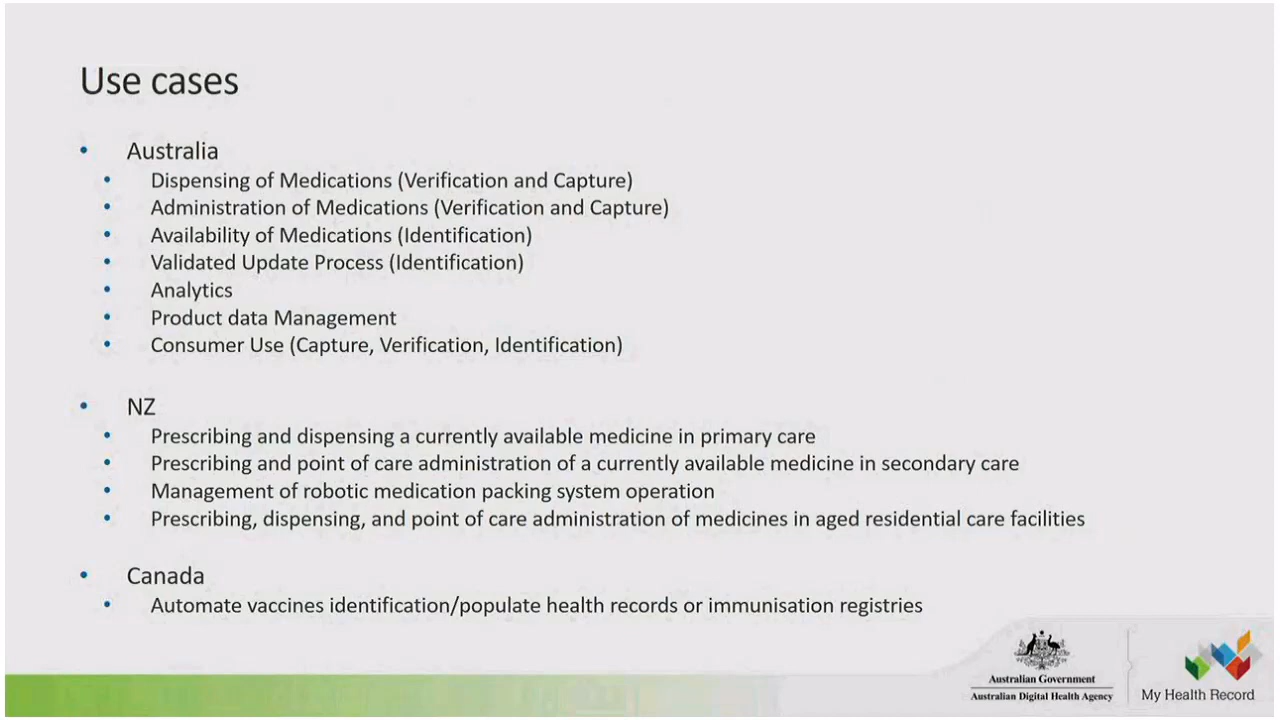 Use cases
• Australia
• Dispensing of Medications (Verification and Capture)
• Administration of Medications (Verification and Capture)
• Availability of Medications (Identification)
• Validated Update Process (Identification)
• Analytics
• Product data Management
• Consumer Use (Capture, Verification, Identification)
• NZ
• Prescribing and dispensing a currently available medicine in primary care
• Prescribing and point of care administration of a currently available medicine in secondary care
• Management of robotic medication packing system operation
• Prescribing, dispensing, and point of care administration of medicines in aged residential care facilities
• Canada
• Automate vaccines identification/populate health records or immunisation registries
Australian Government
Australian Digital Health Agency
My Health Record